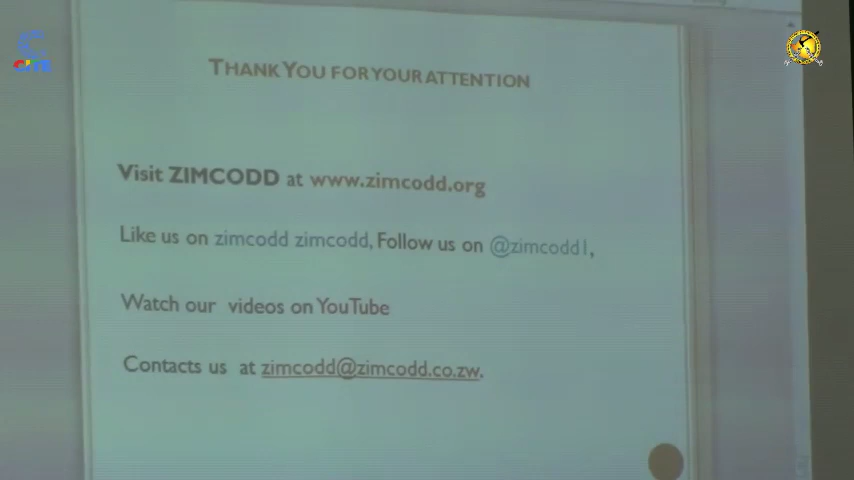 CITE
THANK YOU FOR YOUR ATTENTION
Visit ZIMCODD at www.zimcodd.org
Like us on zimcodd zimcodd, Follow us on @zimcodd1,
Watch our videos on YouTube
Contacts us at zimcodd@zimcodd.co.zw.